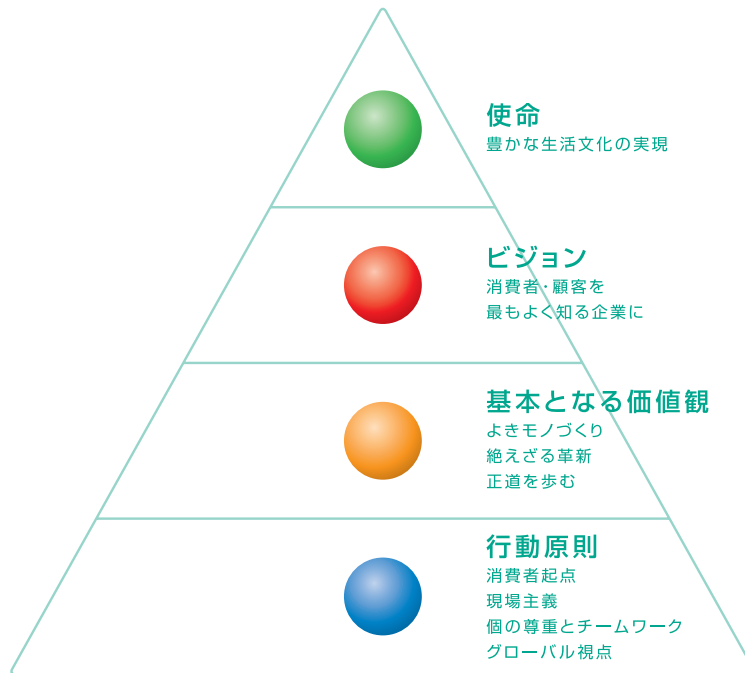 使命
豊かな生活文化の実現
ビジョン
消費者・顧客を
最もよく知る企業に
基本となる価値観
よきモノづくり
絶えざる革新
正道を歩む
行動原則
消費者起点
現場主義
個の尊重とチームワーク
グローバル視点